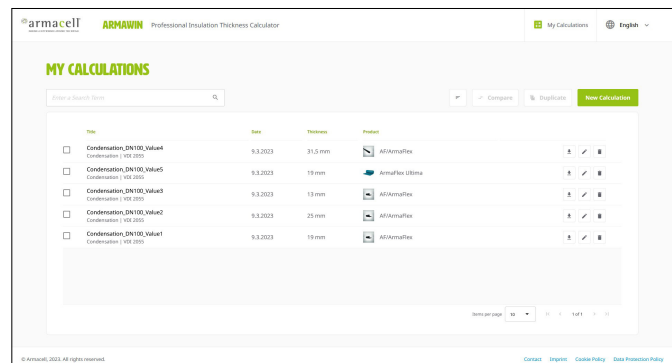 armacell
ARMAWIN Professional Insulation Thickness Calculator
My Calculations
English
MY CALCULATIONS
Enter a Search Term
Compare
Duplicate
New Calculation
Title Date Thickness Product
Condensation_DN100_Value4 9.3.2023 31,5 mm AF/ArmaFlex
Condensation | VDI 2055
Condensation_DN100_Value5 9.3.2023 19 mm ArmaFlex Ultima
Condensation | VDI 2055
Condensation_DN100_Value3 9.3.2023 13 mm AF/ArmaFlex
Condensation | VDI 2055
Condensation_DN100_Value2 9.3.2023 25 mm AF/ArmaFlex
Condensation | VDI 2055
Condensation_DN100_Value1 9.3.2023 19 mm AF/ArmaFlex
Condensation | VDI 2055
Items per page 10 1 of 1
© Armacell, 2023. All rights reserved. Contact Imprint Cookie Policy Data Protection Policy